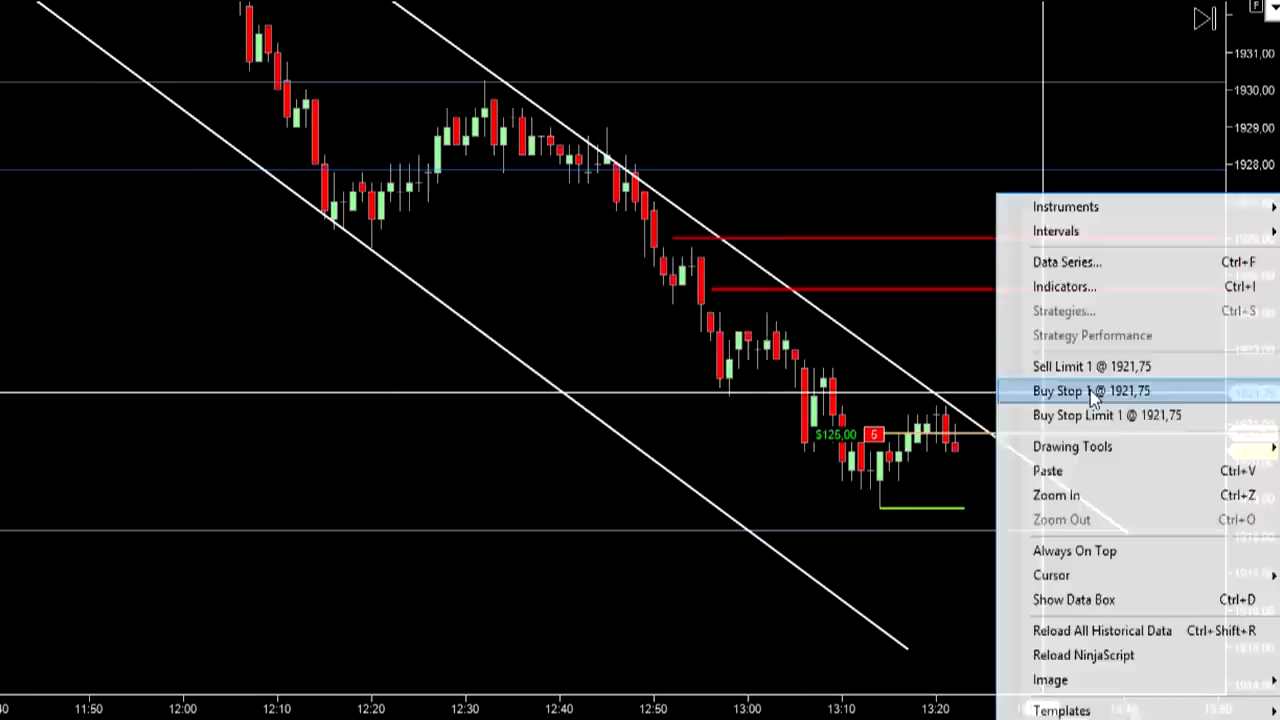 F
1931,00
1930,00
1929,00
1928,00
Instruments
Intervals
Data Series... Ctrl+F
Indicators... Ctrl+I
Strategies... Ctrl+S
Strategy Performance
Sell Limit 1 @ 1921,75
Buy Stop 1 @ 1921,75
Buy Stop Limit 1 @ 1921,75
$125,00 5
Drawing Tools
Paste Ctrl+V
Zoom In Ctrl+Z
Zoom Out Ctrl+O
Always On Top
Cursor
Show Data Box Ctrl+D
Reload All Historical Data Ctrl+Shift+R
Reload NinjaScript
Image
Templates
11:50 12:00 12:10 12:20 12:30 12:40 12:50 13:00 13:10 13:20